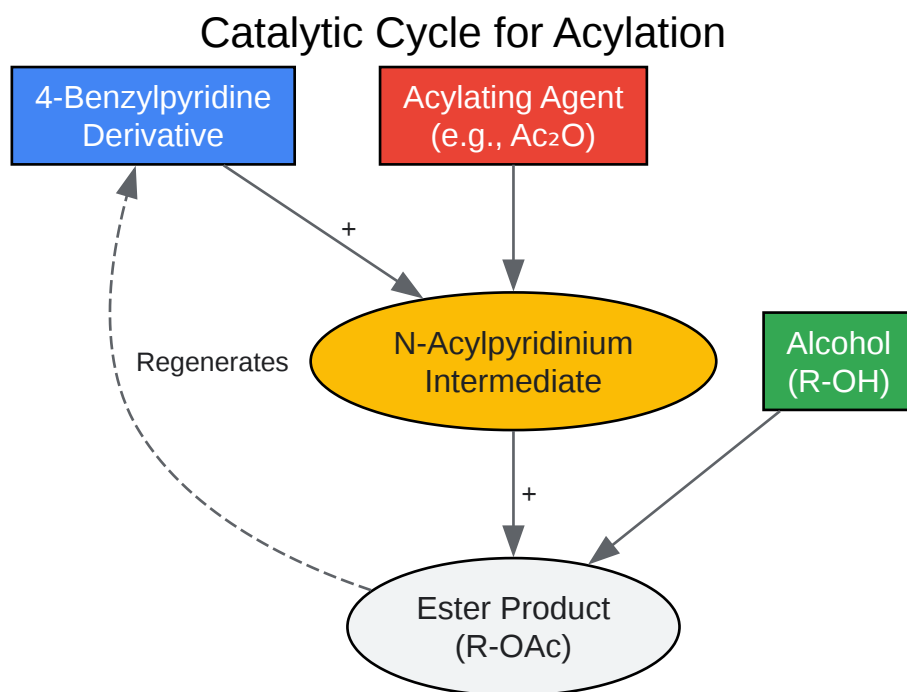 Catalytic Cycle for Acylation
4-Benzylpyridine
Derivative
Acylating Agent
(e.g., Ac₂O)
+
N-Acylpyridinium
Intermediate
Alcohol
(R-OH)
Regenerates
+
Ester Product
(R-OAc)